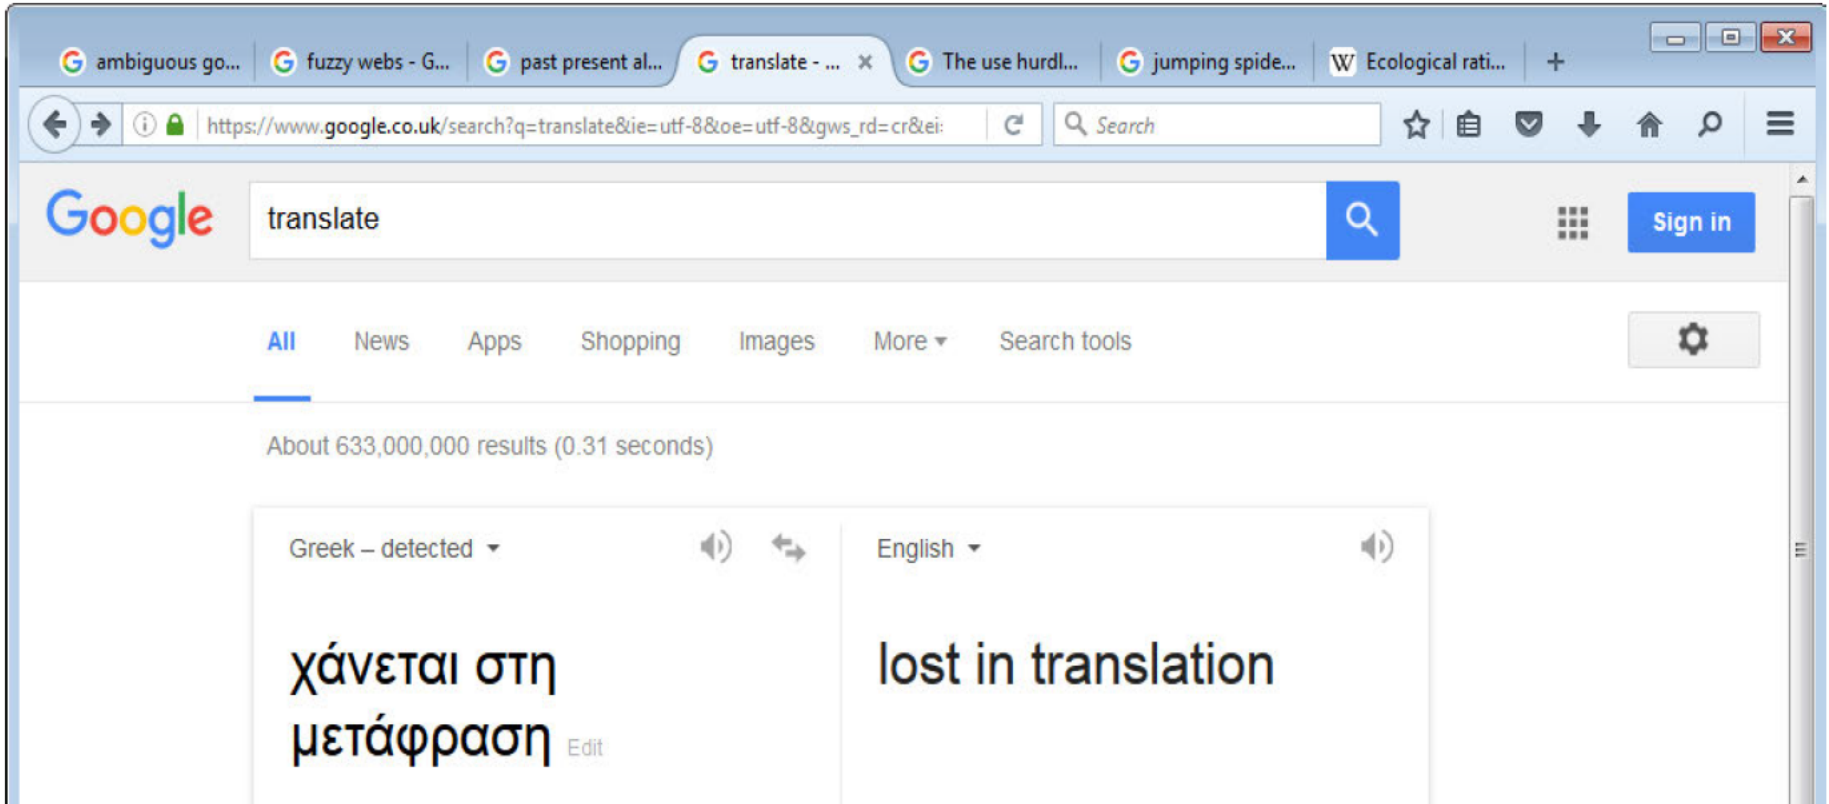 ambiguous go... fuzzy webs - G... past present al... translate - ... The use hurdl... jumping spide... W Ecological rati...
https://www.google.co.uk/search?q=translate&ie=utf-8&oe=utf-8&gws_rd=cr&ei: Search
Google translate Sign in
All News Apps Shopping Images More Search tools
About 633,000,000 results (0.31 seconds)
Greek – detected English
χάνεται στη lost in translation
μετάφραση Edit